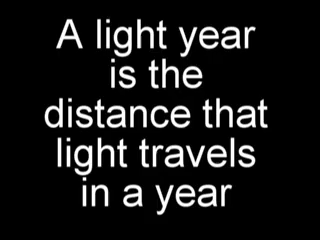 A light year
is the
distance that
light travels
in a year